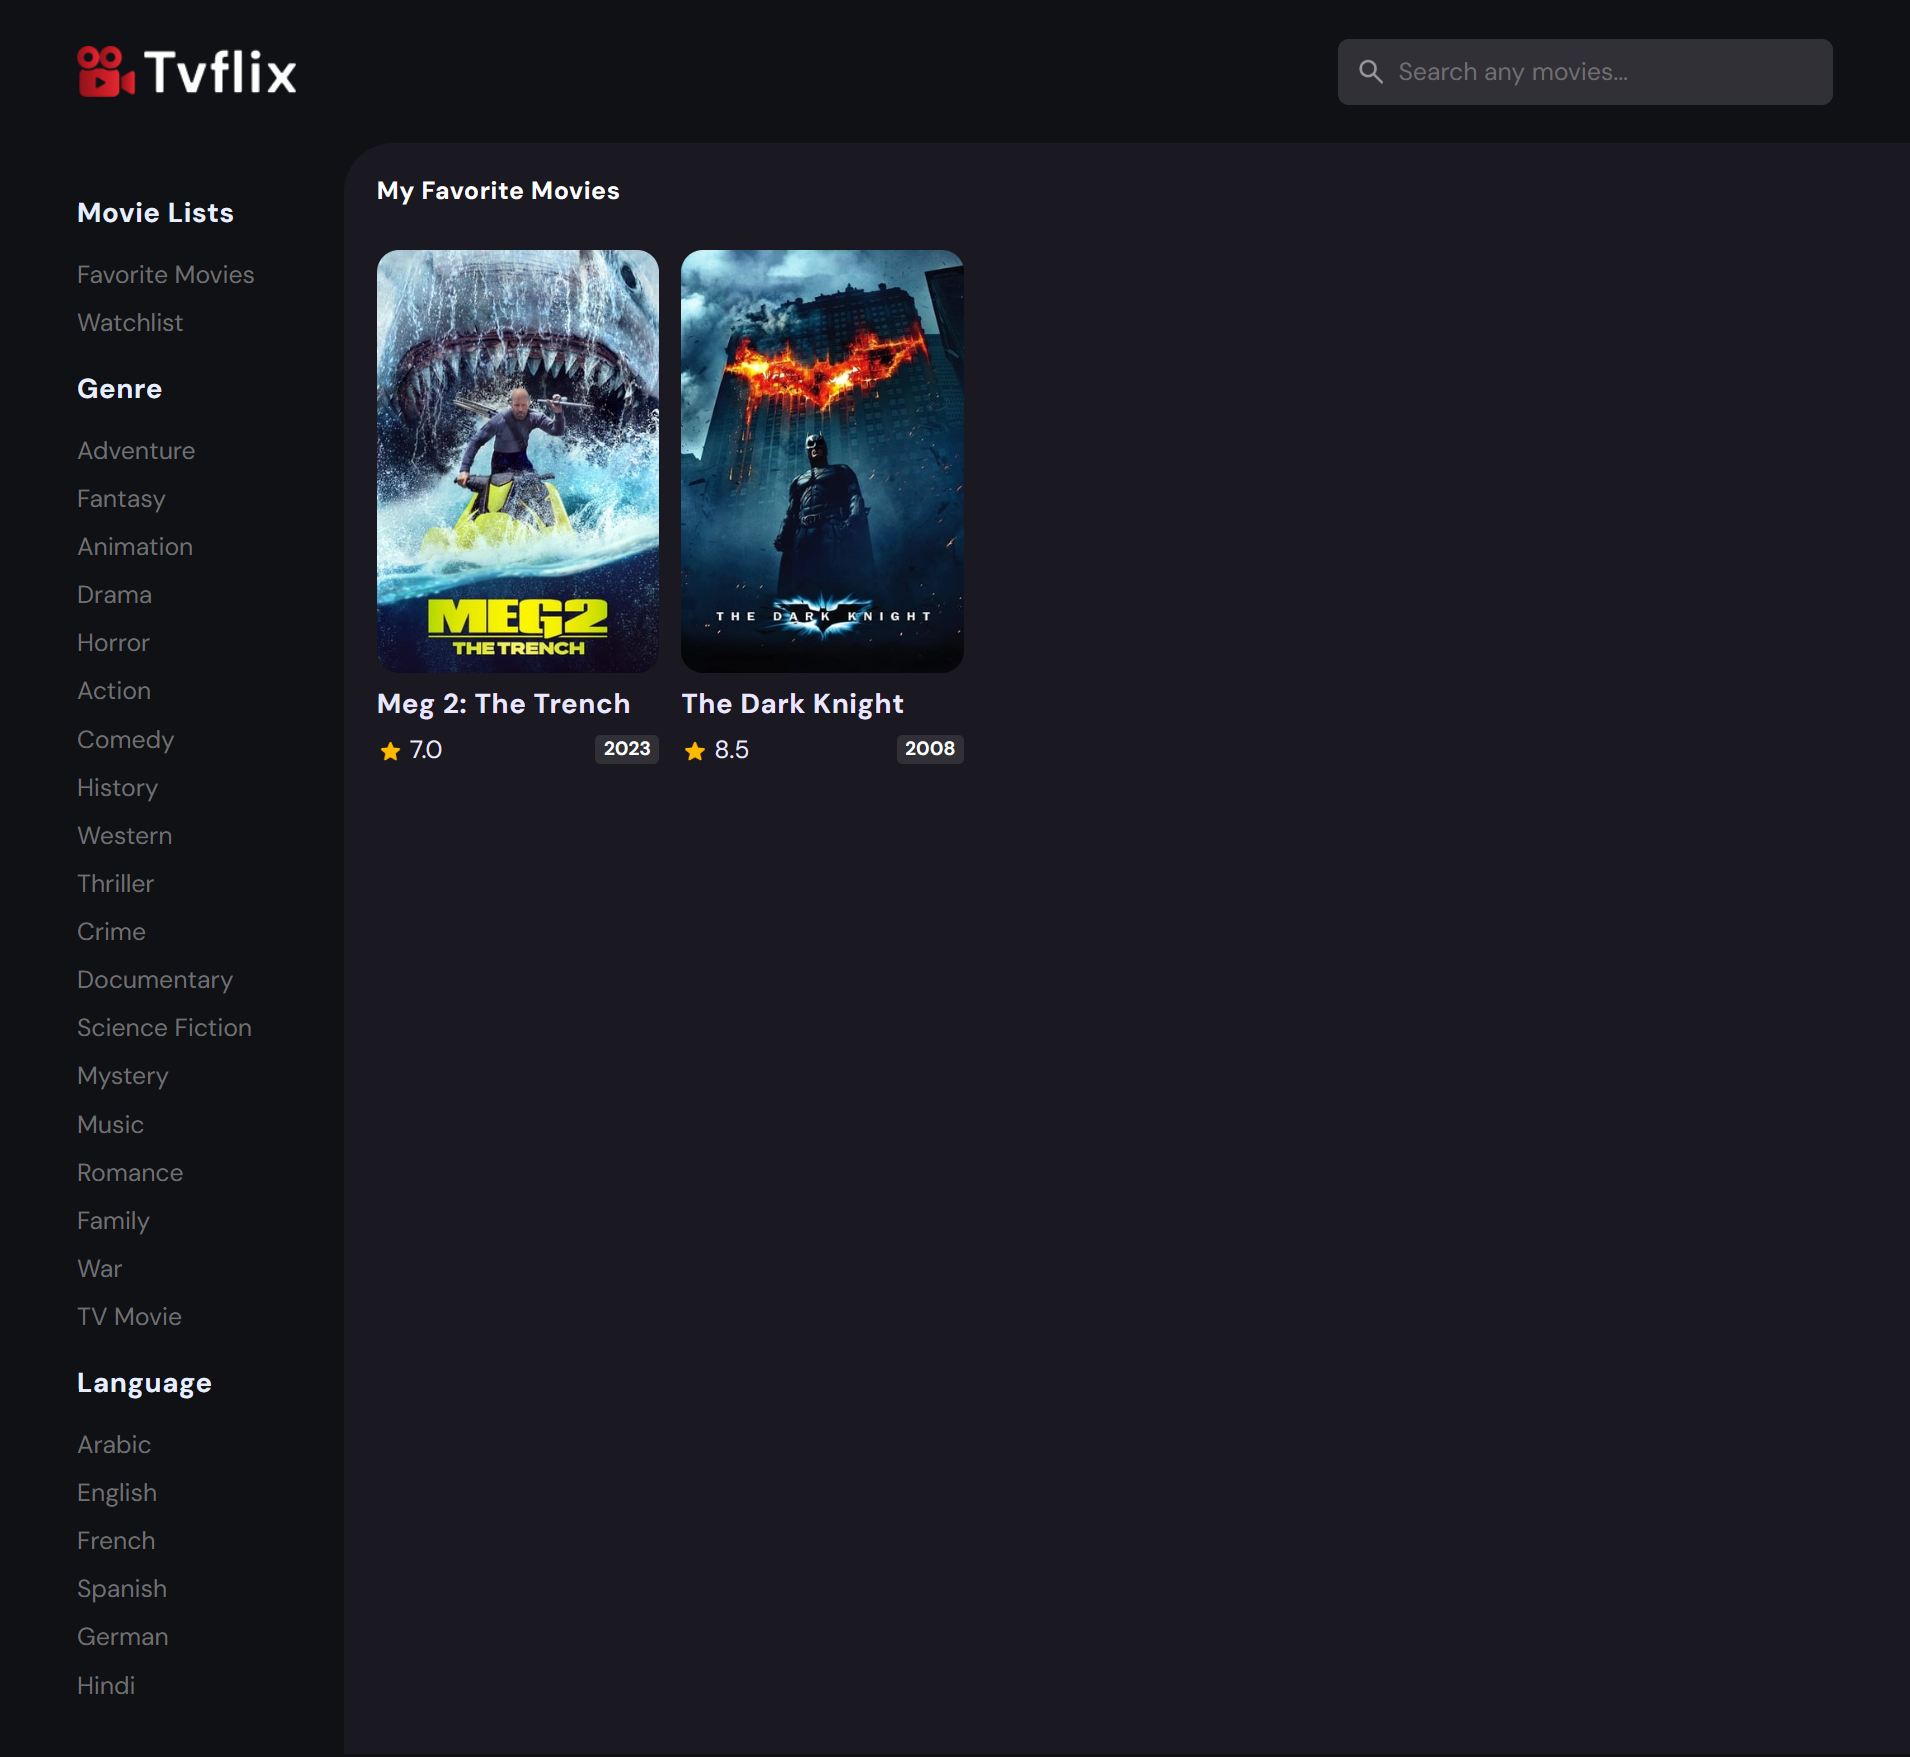 Tvflix
Search any movies...
Movie Lists
Favorite Movies
Watchlist
Genre
Adventure
Fantasy
Animation
Drama
Horror
Action
Comedy
History
Western
Thriller
Crime
Documentary
Science Fiction
Mystery
Music
Romance
Family
War
TV Movie
Language
Arabic
English
French
Spanish
German
Hindi
My Favorite Movies
MEG2
THE TRENCH
Meg 2: The Trench
7.0 2023
THE DARK KNIGHT
The Dark Knight
8.5 2008